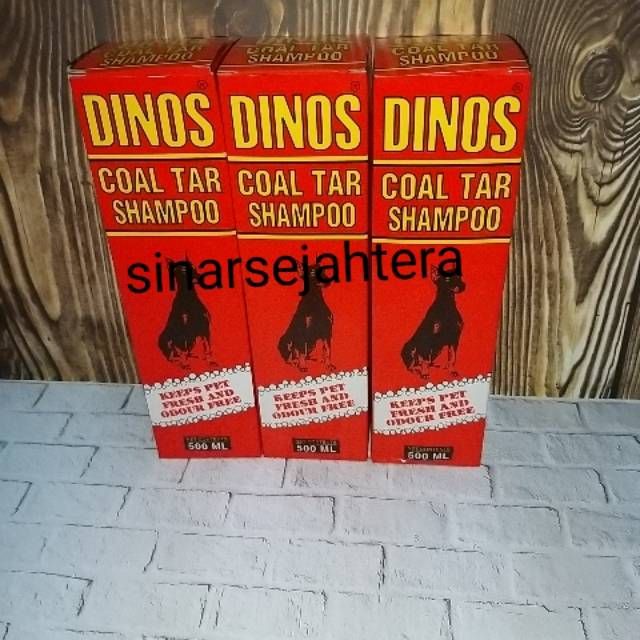 COAL TAR
SHAMPOO
DINOS®
COAL TAR
SHAMPOO
KEEPS PET
FRESH AND
ODOUR FREE
500 ML
COAL TAR
SHAMPOO
DINOS®
COAL TAR
SHAMPOO
KEEPS PET
FRESH AND
ODOUR FREE
500 ML
COAL TAR
SHAMPOO
DINOS®
COAL TAR
SHAMPOO
KEEPS PET
FRESH AND
ODOUR FREE
500 ML
sinarsejahtera